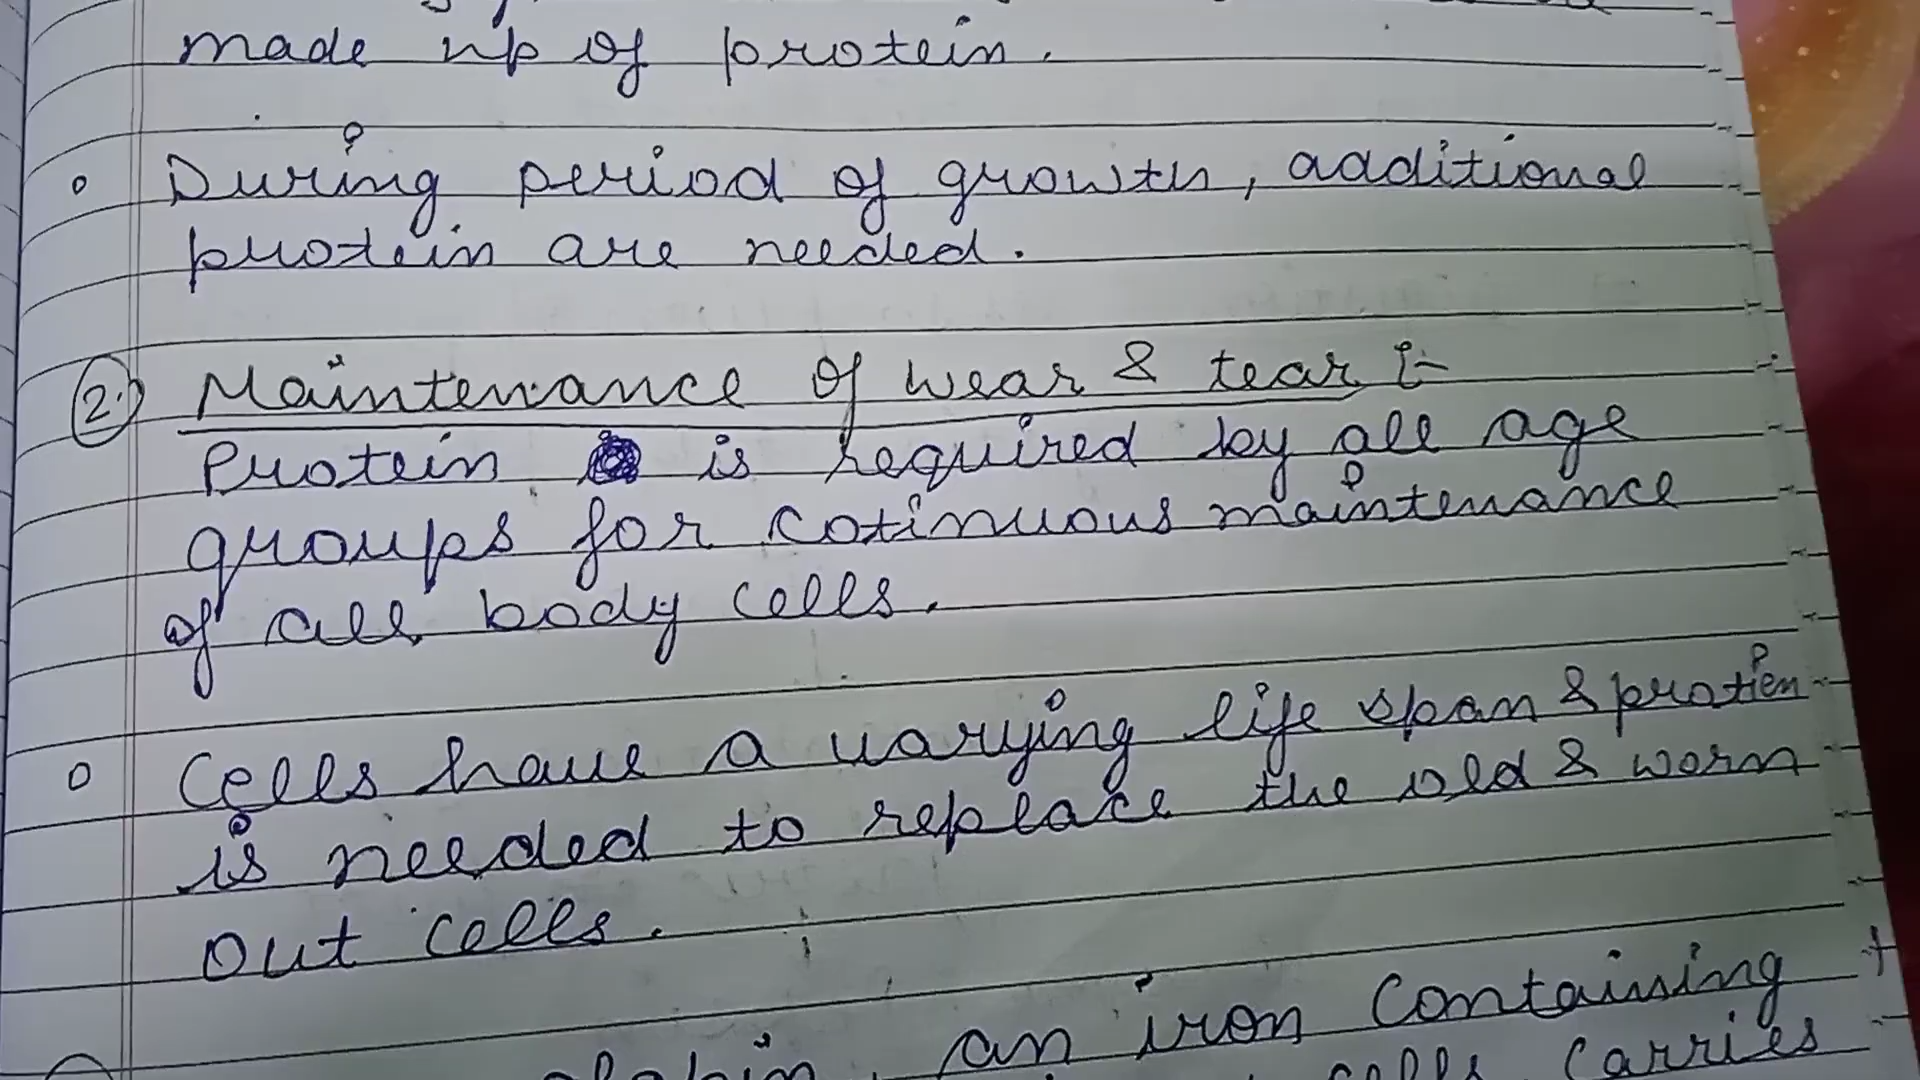 made up of protein.
○ During period of growth, additional
protein are needed.
2. Maintenance of wear & tear :-
Protein is required by all age
groups for cotinuous maintenance
of all body cells.
○ Cells have a varying life span & protien
is needed to replace the old & worn
out cells.
an iron containing
cells carries